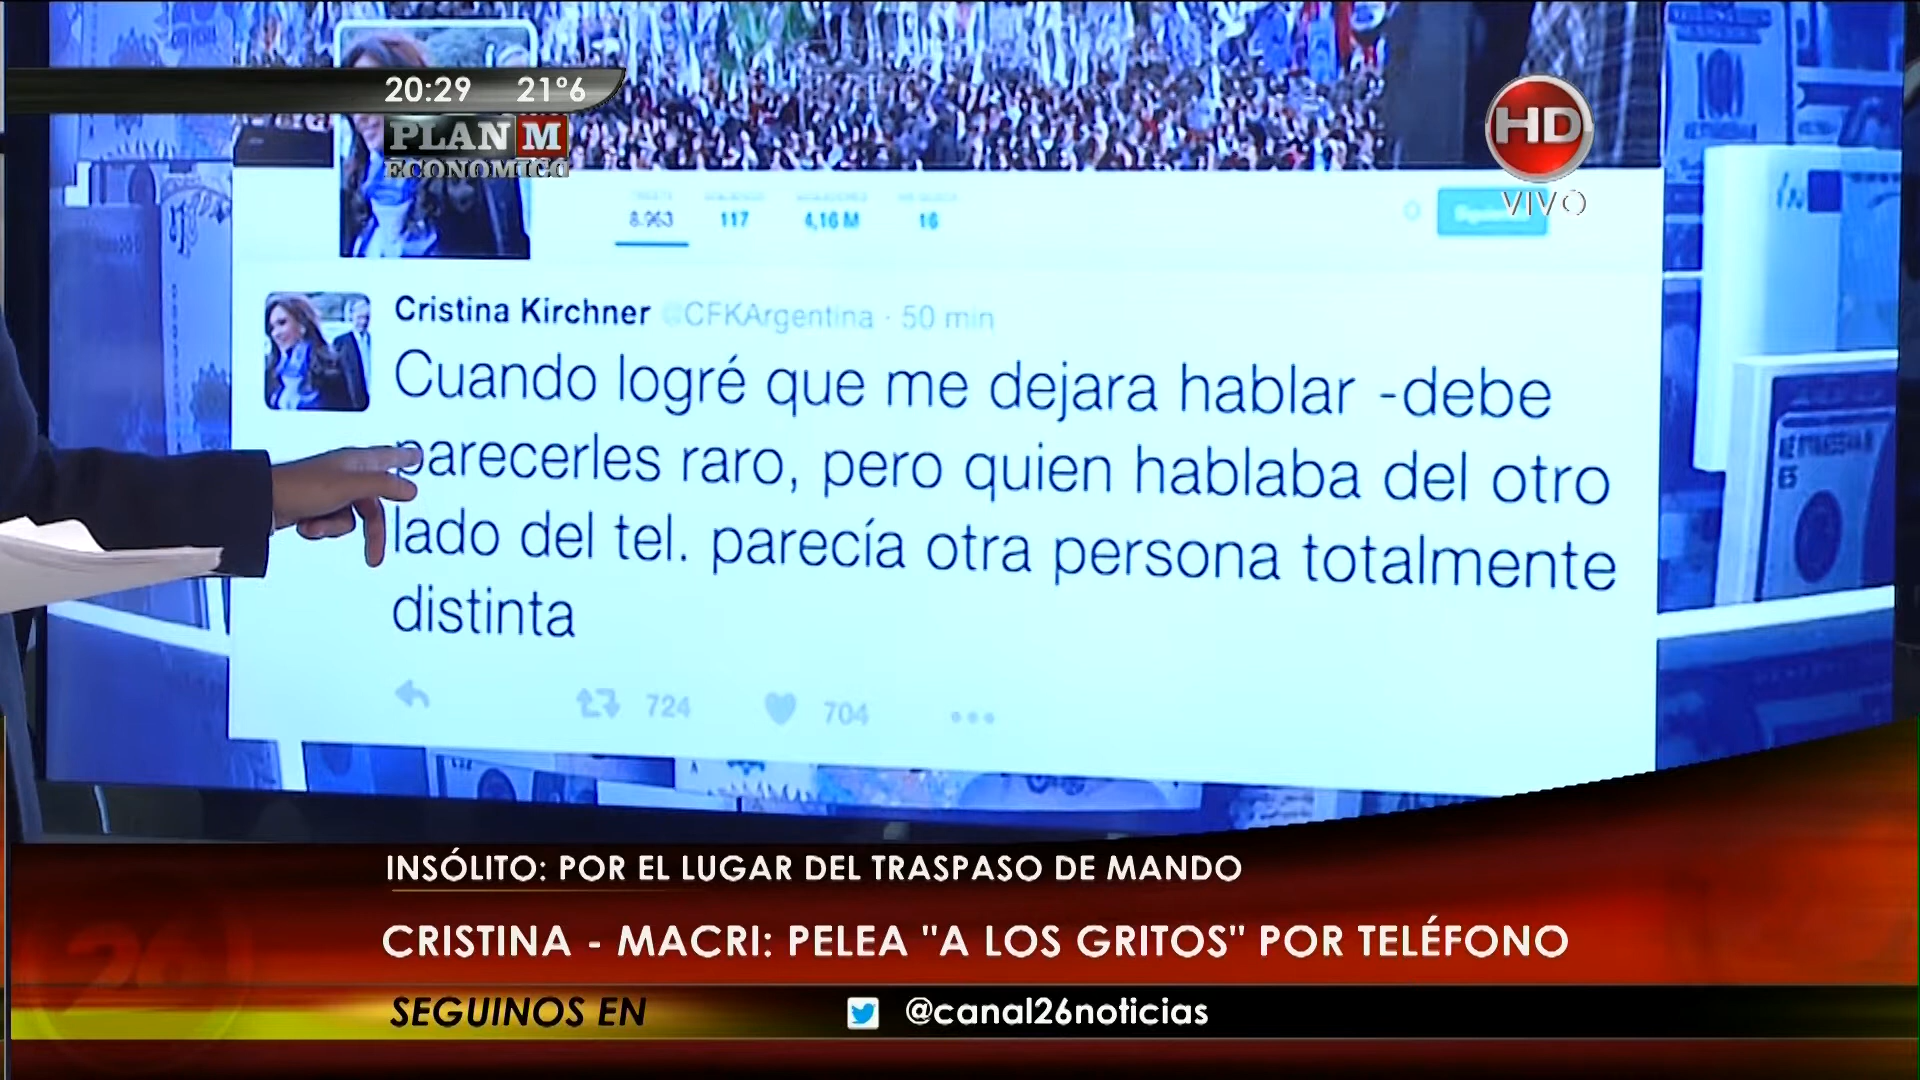 20:29 21°6
PLAN M
ECONOMICO
HD
VIVO
100
8.963 117 4,16 M 16
Cristina Kirchner @CFKArgentina · 50 min
Cuando logré que me dejara hablar -debe
parecerles raro, pero quien hablaba del otro
lado del tel. parecía otra persona totalmente
distinta
724 704
INSÓLITO: POR EL LUGAR DEL TRASPASO DE MANDO
CRISTINA - MACRI: PELEA "A LOS GRITOS" POR TELÉFONO
26
SEGUINOS EN @canal26noticias